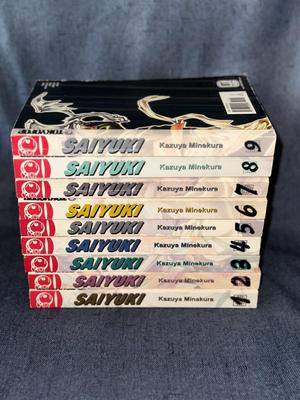 TOKYOPOP
SAIYUKI Kazuya Minekura 9
SAIYUKI Kazuya Minekura 8
SAIYUKI Kazuya Minekura 7
SAIYUKI Kazuya Minekura 6
SAIYUKI Kazuya Minekura 5
SAIYUKI Kazuya Minekura 4
SAIYUKI Kazuya Minekura 3
SAIYUKI Kazuya Minekura 2
SAIYUKI Kazuya Minekura 1